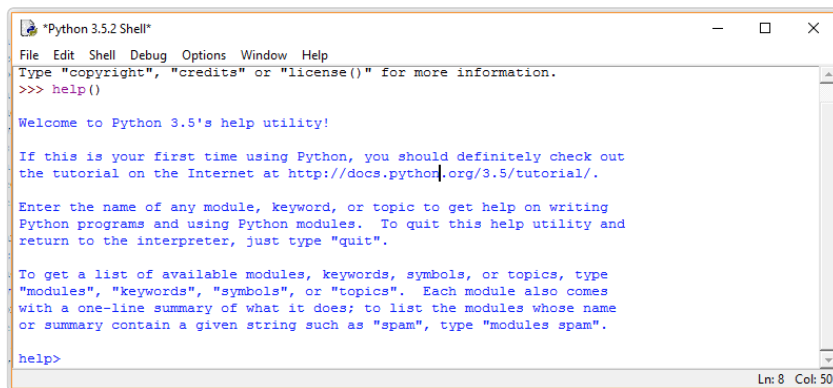 *Python 3.5.2 Shell*
File Edit Shell Debug Options Window Help
Type "copyright", "credits" or "license()" for more information.
>>> help()
Welcome to Python 3.5's help utility!
If this is your first time using Python, you should definitely check out
the tutorial on the Internet at http://docs.python.org/3.5/tutorial/.
Enter the name of any module, keyword, or topic to get help on writing
Python programs and using Python modules.  To quit this help utility and
return to the interpreter, just type "quit".
To get a list of available modules, keywords, symbols, or topics, type
"modules", "keywords", "symbols", or "topics".  Each module also comes
with a one-line summary of what it does; to list the modules whose name
or summary contain a given string such as "spam", type "modules spam".
help>
Ln: 8 Col: 50